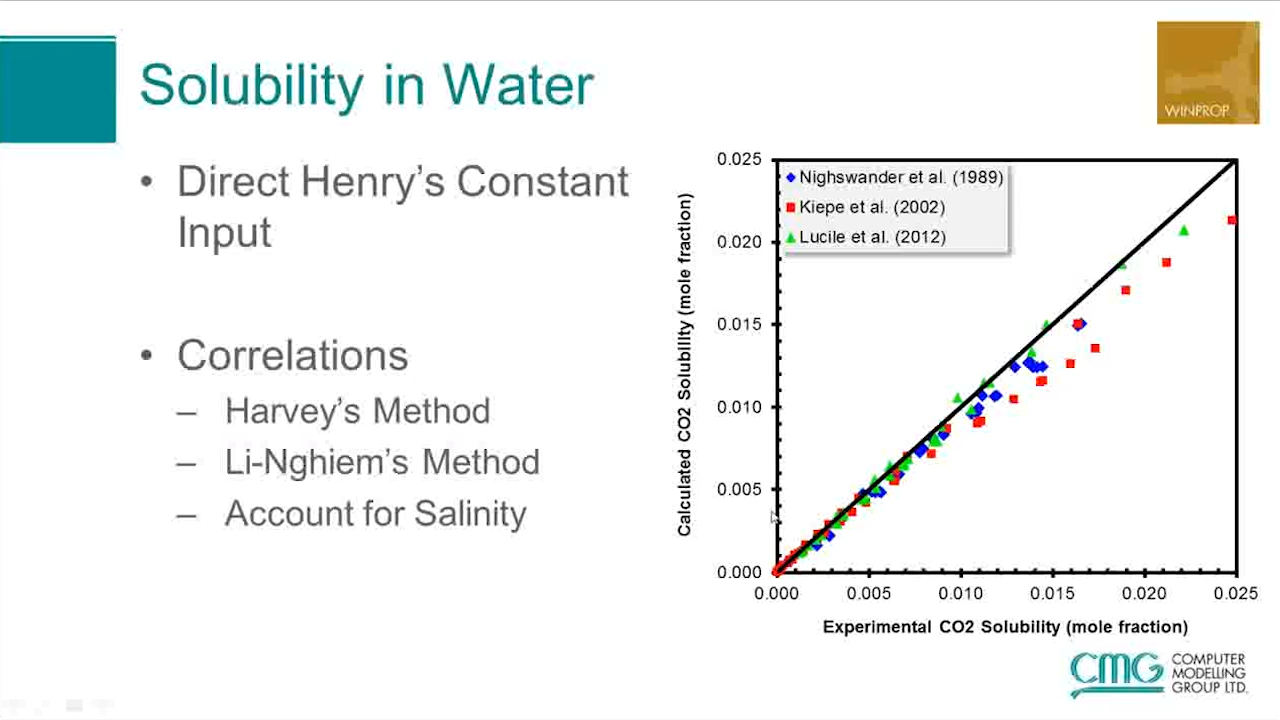 Solubility in Water
WINPROP
• Direct Henry's Constant
Input
• Correlations
– Harvey's Method
– Li-Nghiem's Method
– Account for Salinity
Nighswander et al. (1989)
Kiepe et al. (2002)
Lucile et al. (2012)
Calculated CO2 Solubility (mole fraction)
0.025
0.020
0.015
0.010
0.005
0.000
0.000 0.005 0.010 0.015 0.020 0.025
Experimental CO2 Solubility (mole fraction)
CMG
COMPUTER
MODELLING
GROUP LTD.